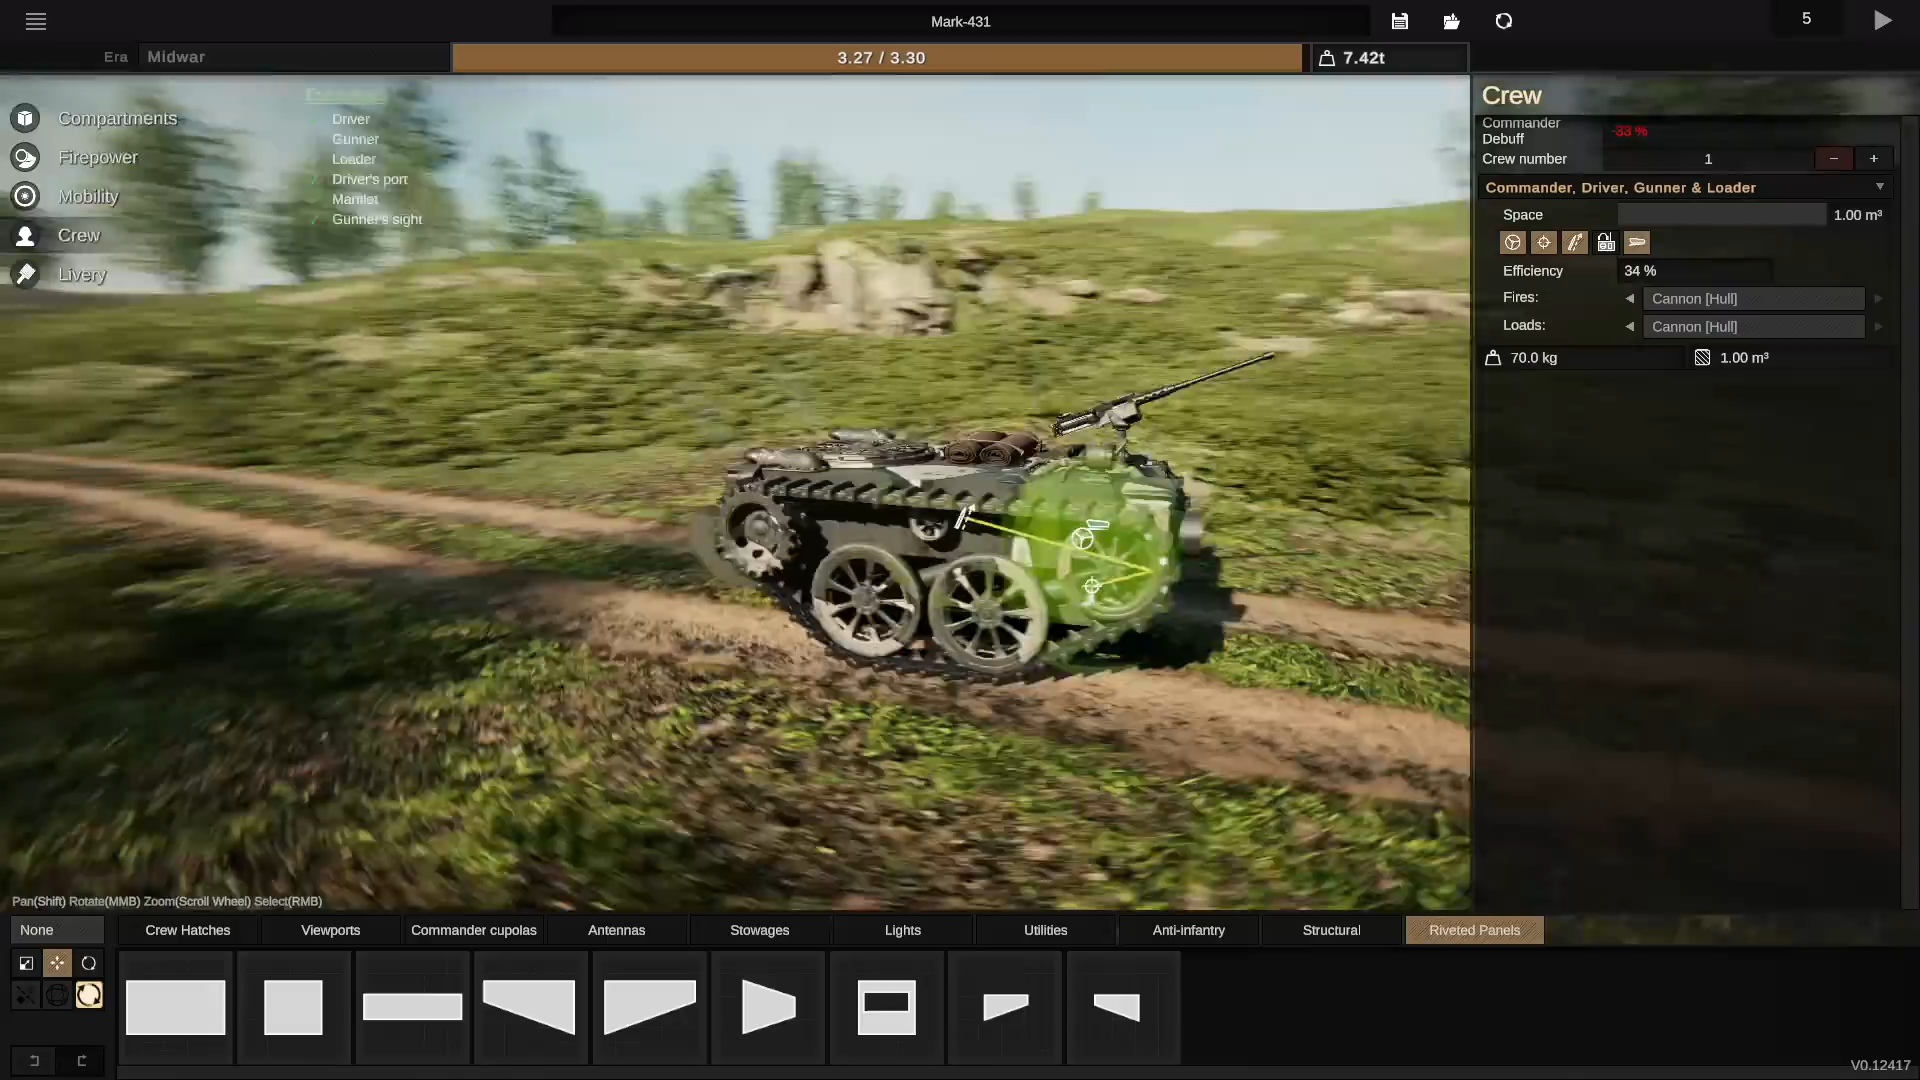 Mark-431
5
Era
Midwar
3.27 / 3.30
7.42t
Compartments
Firepower
Mobility
Crew
Livery
Driver
Gunner
Loader
Driver's port
Mantlet
Gunner's sight
Crew
Commander
Debuff
-33 %
Crew number
1
Commander, Driver, Gunner & Loader
Space
1.00 m³
Efficiency
34 %
Fires:
Cannon [Hull]
Loads:
Cannon [Hull]
70.0 kg
1.00 m³
Pan(Shift) Rotate(MMB) Zoom(Scroll Wheel) Select(RMB)
None
Crew Hatches
Viewports
Commander cupolas
Antennas
Stowages
Lights
Utilities
Anti-infantry
Structural
Riveted Panels
V0.12417